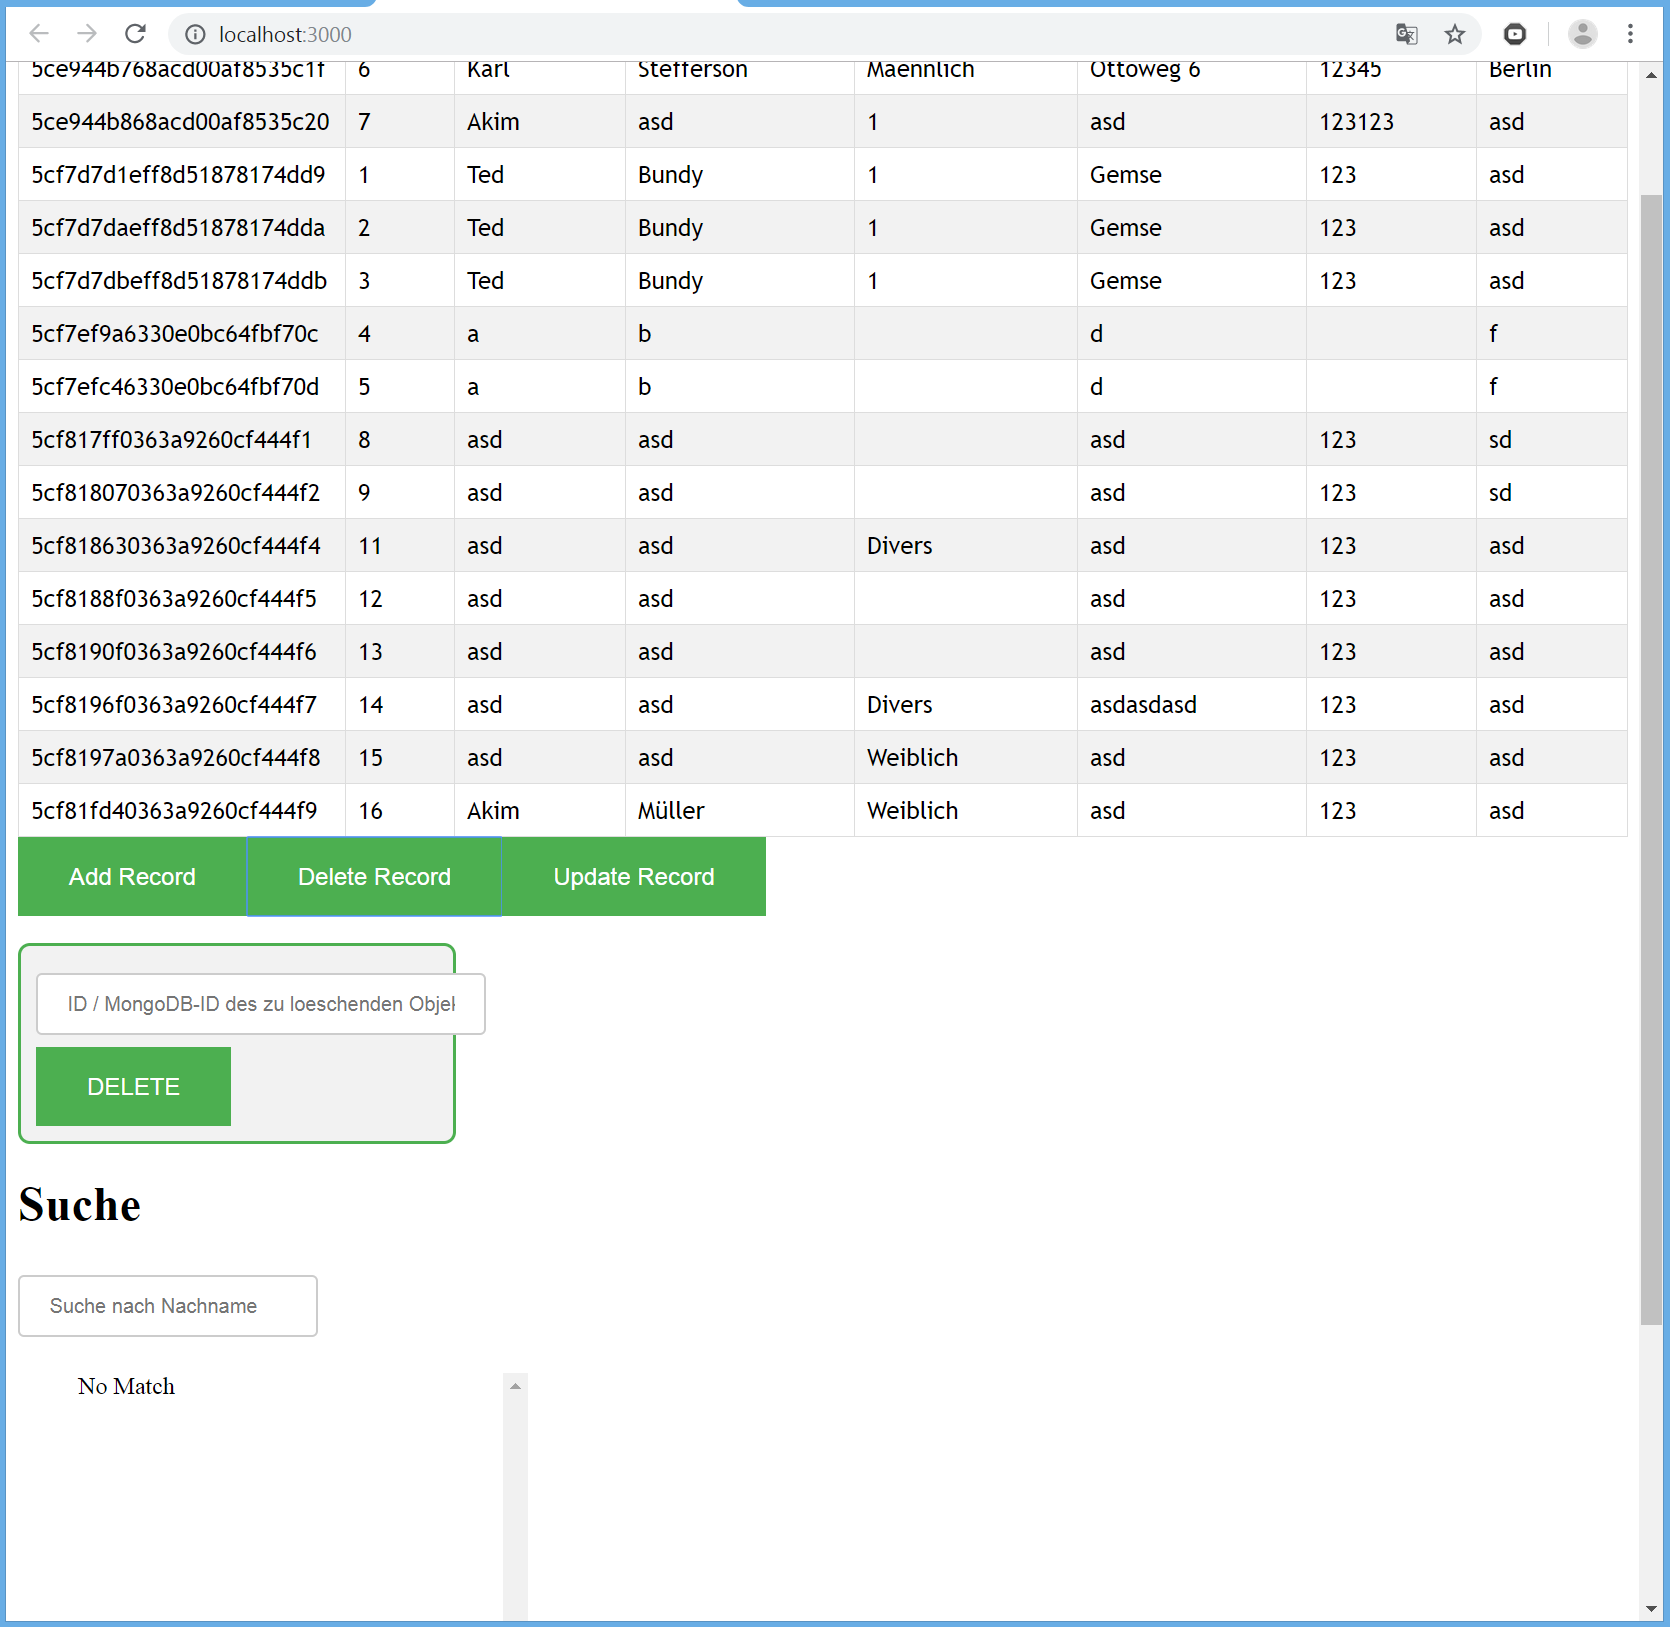 localhost:3000
5ce944b768acd00af8535c1f 6 Karl Stefferson Maennlich Ottoweg 6 12345 Berlin
5ce944b868acd00af8535c20 7 Akim asd 1 asd 123123 asd
5cf7d7d1eff8d51878174dd9 1 Ted Bundy 1 Gemse 123 asd
5cf7d7daeff8d51878174dda 2 Ted Bundy 1 Gemse 123 asd
5cf7d7dbeff8d51878174ddb 3 Ted Bundy 1 Gemse 123 asd
5cf7ef9a6330e0bc64fbf70c 4 a b d f
5cf7efc46330e0bc64fbf70d 5 a b d f
5cf817ff0363a9260cf444f1 8 asd asd asd 123 sd
5cf818070363a9260cf444f2 9 asd asd asd 123 sd
5cf818630363a9260cf444f4 11 asd asd Divers asd 123 asd
5cf8188f0363a9260cf444f5 12 asd asd asd 123 asd
5cf8190f0363a9260cf444f6 13 asd asd asd 123 asd
5cf8196f0363a9260cf444f7 14 asd asd Divers asdasdasd 123 asd
5cf8197a0363a9260cf444f8 15 asd asd Weiblich asd 123 asd
5cf81fd40363a9260cf444f9 16 Akim Müller Weiblich asd 123 asd
Add Record Delete Record Update Record
ID / MongoDB-ID des zu loeschenden Objek
DELETE
Suche
Suche nach Nachname
No Match